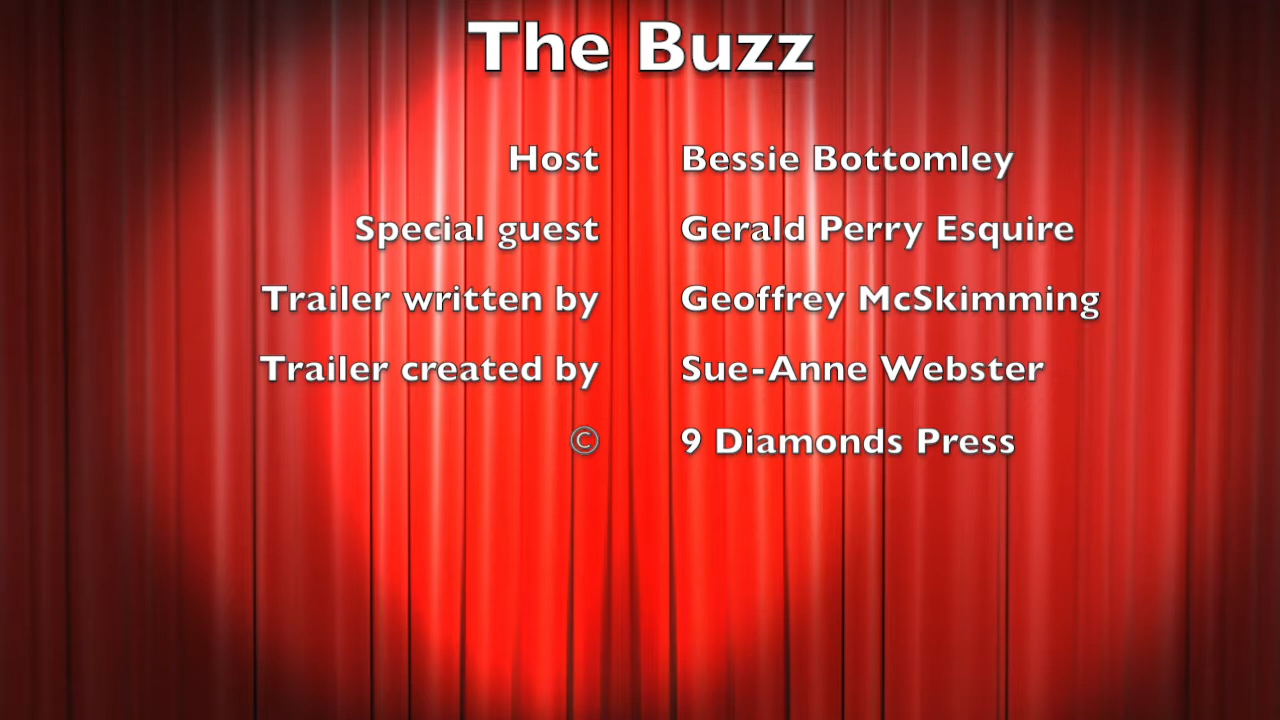 The Buzz
Host Bessie Bottomley
Special guest Gerald Perry Esquire
Trailer written by Geoffrey McSkimming
Trailer created by Sue-Anne Webster
© 9 Diamonds Press